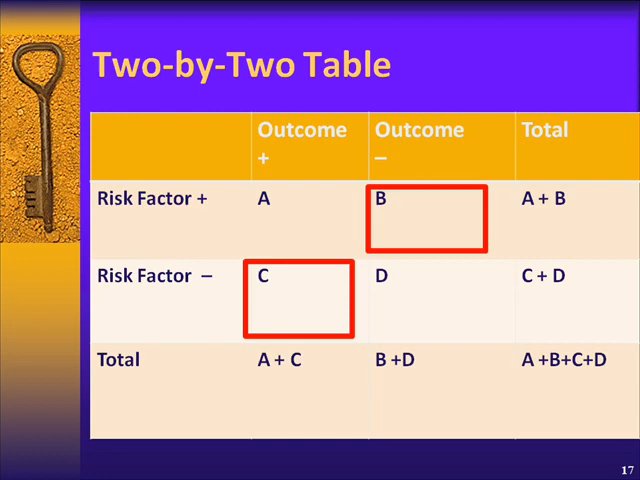 Two-by-Two Table
Outcome Outcome Total
+ –
Risk Factor + A B A + B
Risk Factor – C D C + D
Total A + C B +D A +B+C+D
17